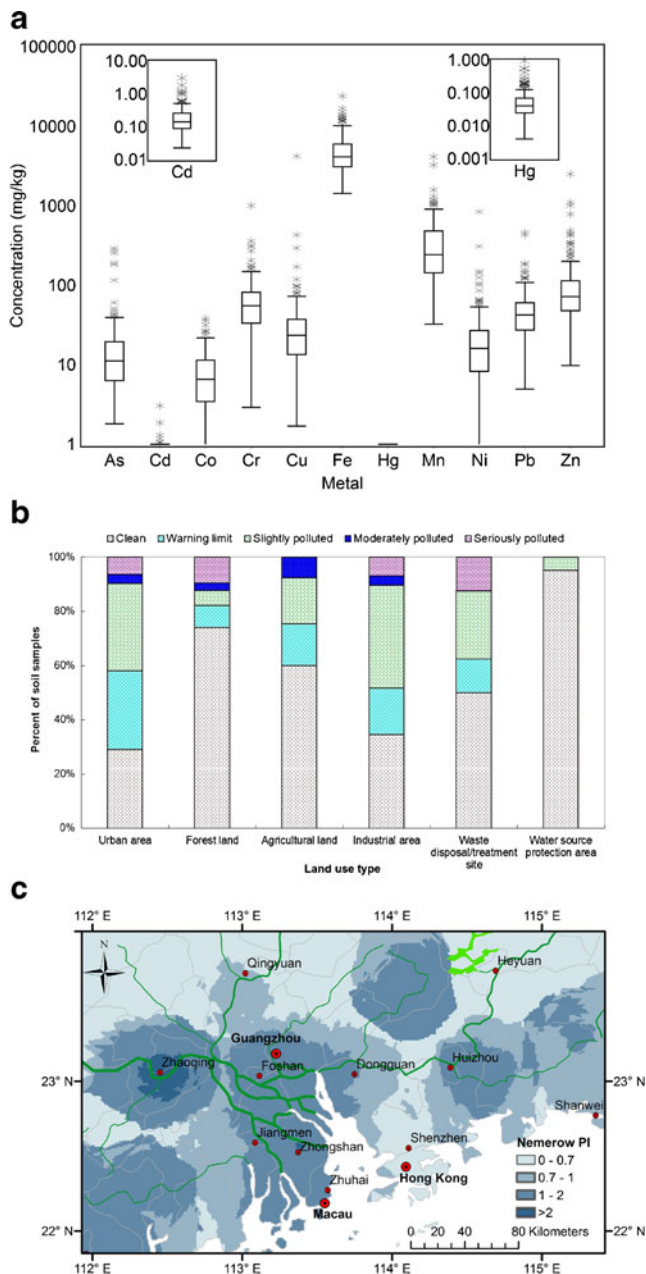 a
100000
10000
1000
100
10
1
Concentration (mg/kg)
10.00
1.00
0.10
0.01
Cd
1.000
0.100
0.010
0.001
Hg
As Cd Co Cr Cu Fe Hg Mn Ni Pb Zn
Metal
b
Clean Warning limit Slightly polluted Moderately polluted Seriously polluted
100%
80%
60%
40%
20%
0%
Percent of soil samples
Urban area Forest land Agricultural land Industrial area Waste disposal/treatment site Water source protection area
Land use type
c
112° E 113° E 114° E 115° E
N
Qingyuan
Heyuan
Guangzhou
Zhaoqing
Foshan
Dongguan
Huizhou
23° N 23° N
Shanwei
Jiangmen
Zhongshan
Shenzhen
Hong Kong
Zhuhai
Macau
Nemerow PI
0 - 0.7
0.7 - 1
1 - 2
>2
22° N 22° N
0 20 40 80 Kilometers
112° E 113° E 114° E 115° E